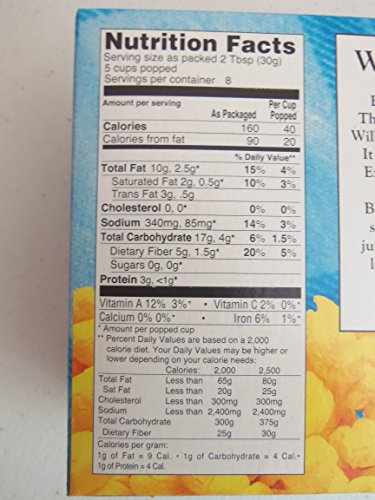 Nutrition Facts
Serving size as packed 2 Tbsp (30g)
5 cups popped
Servings per container 8
Amount per serving
As Packaged Per Cup Popped
Calories 160 40
Calories from fat 90 20
% Daily Value**
Total Fat 10g, 2.5g* 15% 4%
Saturated Fat 2g, 0.5g* 10% 3%
Trans Fat 3g, .5g
Cholesterol 0, 0* 0% 0%
Sodium 340mg, 85mg* 14% 3%
Total Carbohydrate 17g, 4g* 6% 1.5%
Dietary Fiber 5g, 1.5g* 20% 5%
Sugars 0g, 0g*
Protein 3g, <1g*
Vitamin A 12% 3%* • Vitamin C 2% 0%*
Calcium 0% 0%* • Iron 6% 1%*
* Amount per popped cup
** Percent Daily Values are based on a 2,000
calorie diet. Your Daily Values may be higher or
lower depending on your calorie needs:
Calories: 2,000 2,500
Total Fat Less than 65g 80g
Sat Fat Less than 20g 25g
Cholesterol Less than 300mg 300mg
Sodium Less than 2,400mg 2,400mg
Total Carbohydrate 300g 375g
Dietary Fiber 25g 30g
Calories per gram:
1g of Fat = 9 Cal. • 1g of Carbohydrate = 4 Cal.•
1g of Protein = 4 Cal.
W
Th
Will
It
B
s
ju